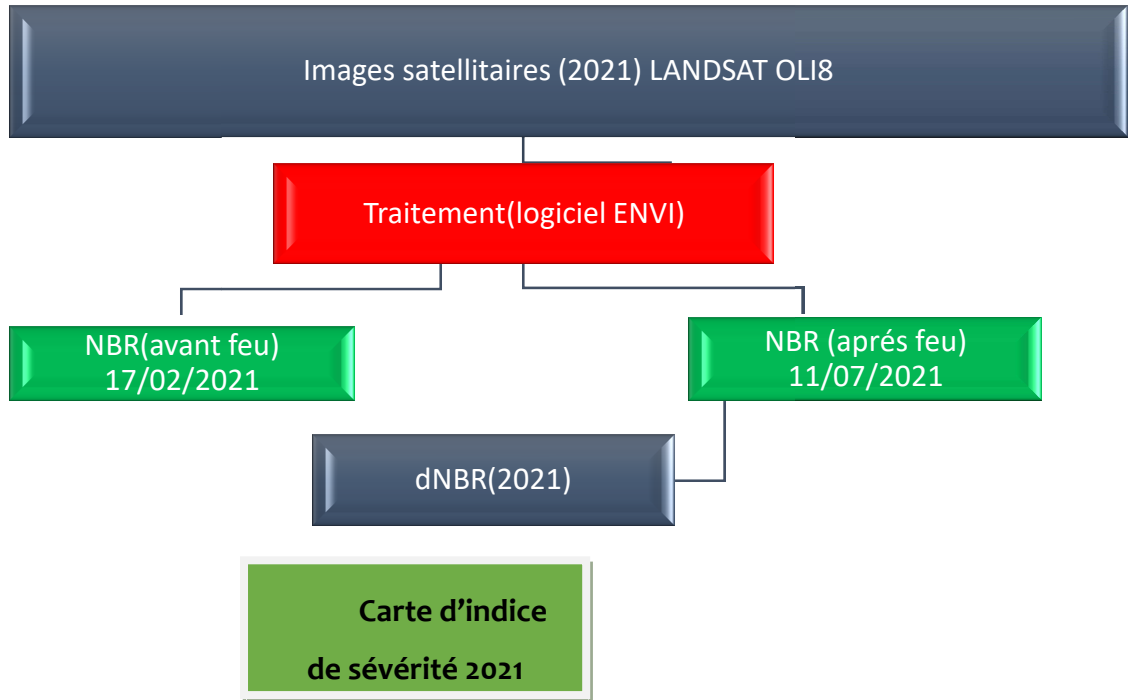 Images satellitaires (2021) LANDSAT OLI8
Traitement(logiciel ENVI)
NBR(avant feu)
17/02/2021
NBR (aprés feu)
11/07/2021
dNBR(2021)
Carte d’indice
de sévérité 2021